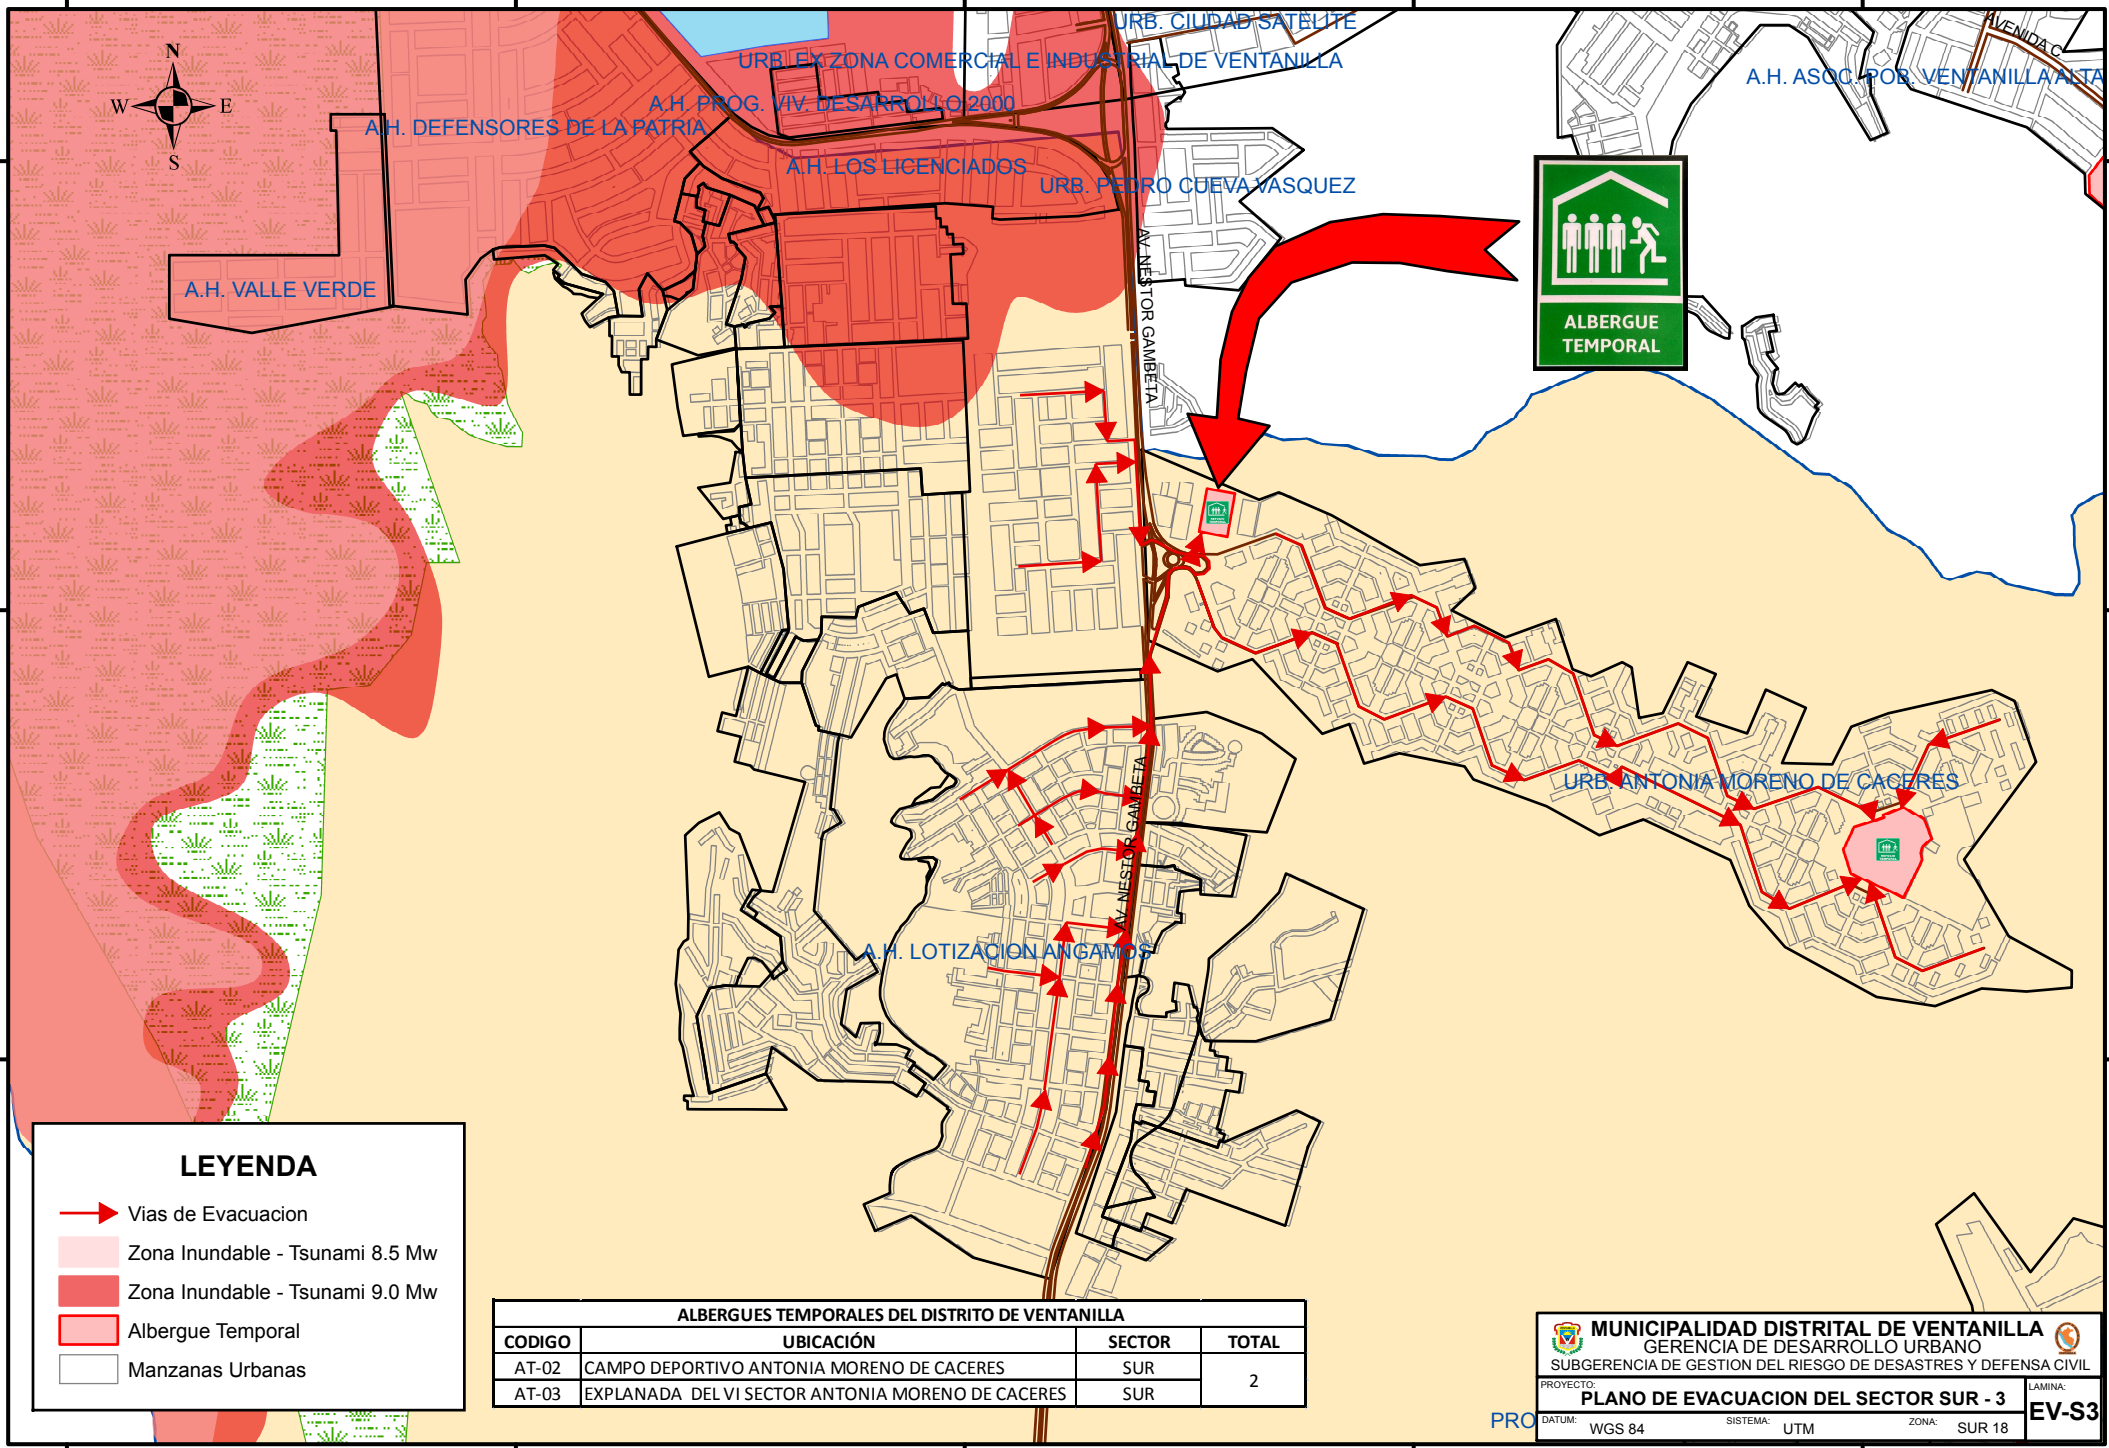 URB. CIUDAD SATELITE
AVENIDA C
URB. EX ZONA COMERCIAL E INDUSTRIAL DE VENTANILLA
A.H. ASOC. POB. VENTANILLA ALTA
N
W E
S
A.H. PROG. VIV. DESARROLLO 2000
A.H. DEFENSORES DE LA PATRIA
A.H. LOS LICENCIADOS
URB. PEDRO CUEVA VASQUEZ
A.H. VALLE VERDE
AV. NESTOR GAMBETA
ALBERGUE
TEMPORAL
URB. ANTONIA MORENO DE CACERES
AV. NESTOR GAMBETA
A.H. LOTIZACION ANGAMOS
LEYENDA
Vias de Evacuacion
Zona Inundable - Tsunami 8.5 Mw
Zona Inundable - Tsunami 9.0 Mw
Albergue Temporal
Manzanas Urbanas
ALBERGUES TEMPORALES DEL DISTRITO DE VENTANILLA
CODIGO UBICACIÓN SECTOR TOTAL
AT-02 CAMPO DEPORTIVO ANTONIA MORENO DE CACERES SUR
AT-03 EXPLANADA DEL VI SECTOR ANTONIA MORENO DE CACERES SUR
2
MUNICIPALIDAD DISTRITAL DE VENTANILLA
GERENCIA DE DESARROLLO URBANO
SUBGERENCIA DE GESTION DEL RIESGO DE DESASTRES Y DEFENSA CIVIL
PROYECTO:
PLANO DE EVACUACION DEL SECTOR SUR - 3
LAMINA:
EV-S3
PRO
DATUM: WGS 84 SISTEMA: UTM ZONA: SUR 18